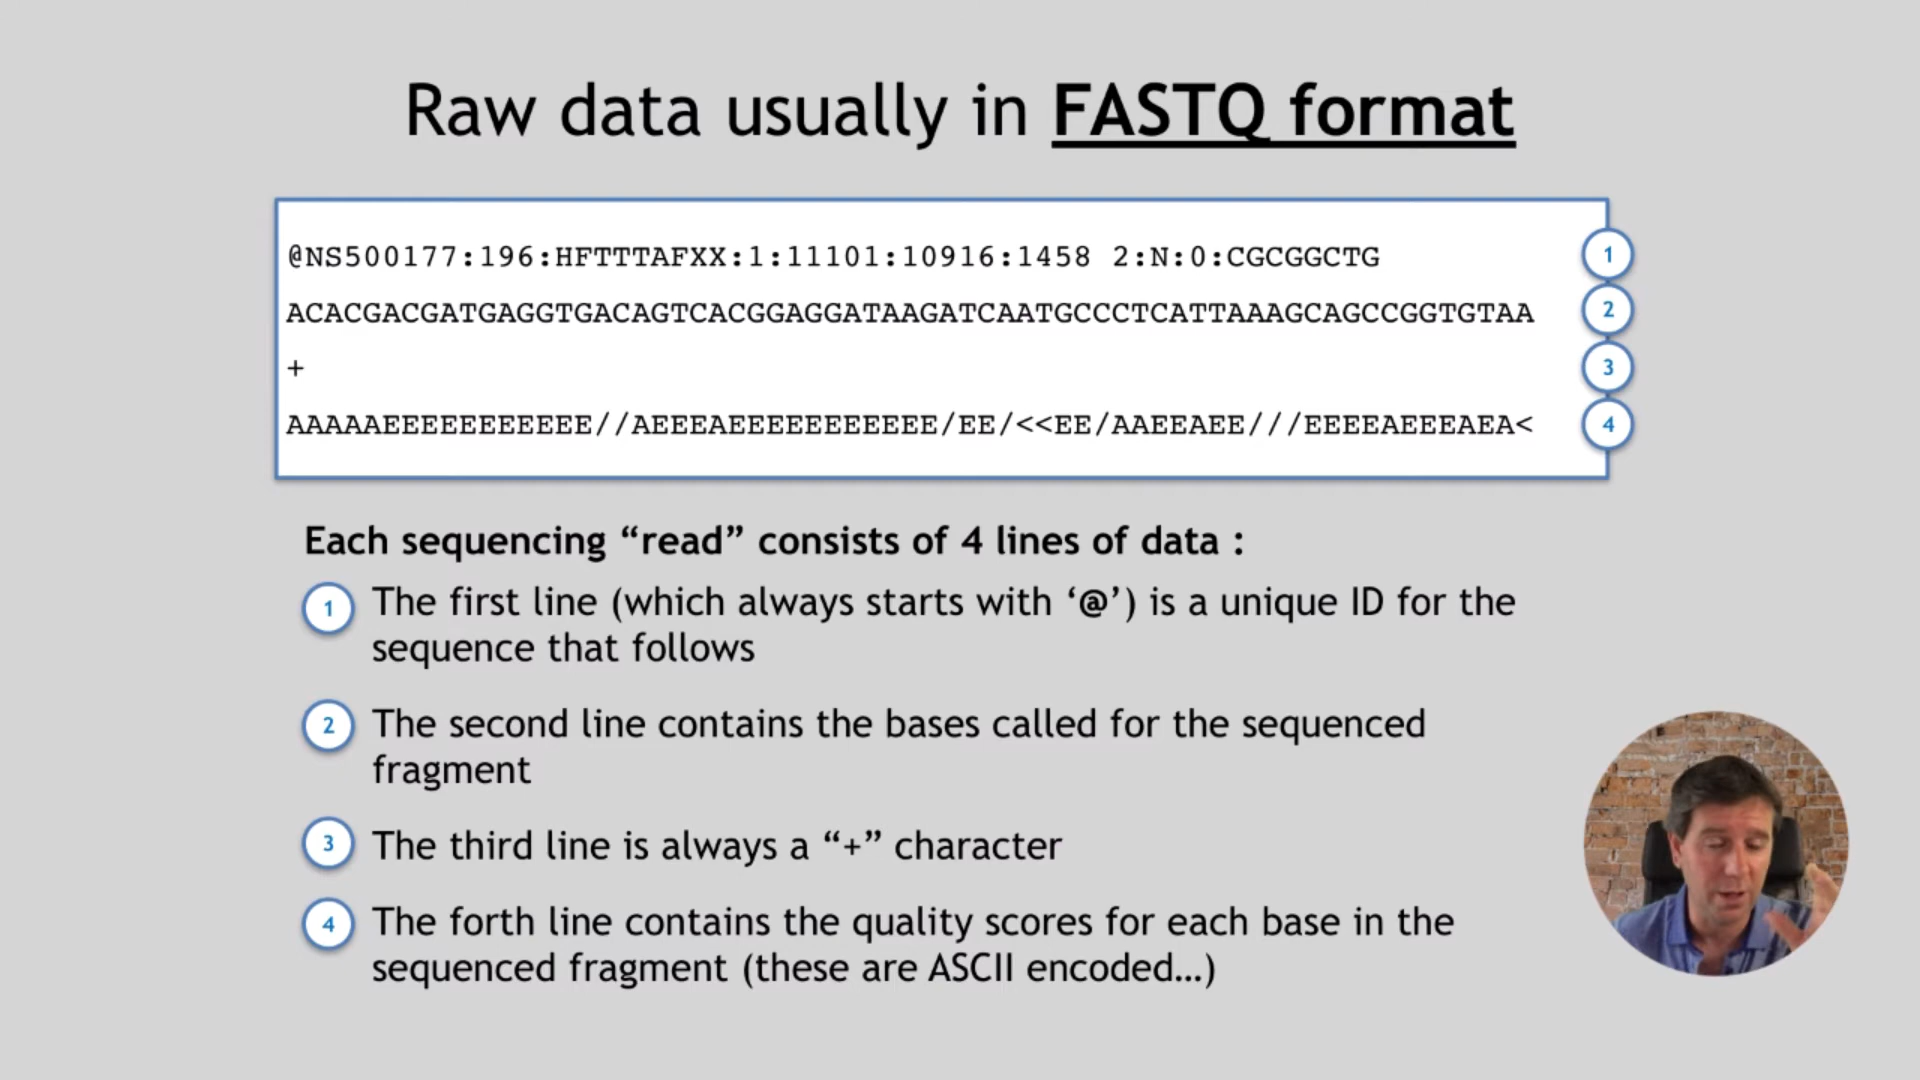 Raw data usually in FASTQ format
@NS500177:196:HFTTTAFXX:1:11101:10916:1458 2:N:0:CGCGGCTG
1
ACACGACGATGAGGTGACAGTCACGGAGGATAAGATCAATGCCCTCATTAAAGCAGCCGGTGTAA
2
+
3
AAAAAEEEEEEEEEEE//AEEEAEEEEEEEEEEE/EE/<<EE/AAEEAEE///EEEEAEEEAEA<
4
Each sequencing “read” consists of 4 lines of data :
1 The first line (which always starts with ‘@’) is a unique ID for the
sequence that follows
2 The second line contains the bases called for the sequenced
fragment
3 The third line is always a “+” character
4 The forth line contains the quality scores for each base in the
sequenced fragment (these are ASCII encoded…)